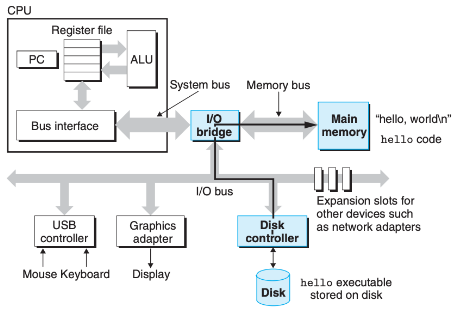 CPU
Register file
PC
ALU
System bus
Memory bus
Bus interface
I/O
bridge
Main
memory
"hello, world\n"
hello code
I/O bus
Expansion slots for
other devices such
as network adapters
USB
controller
Graphics
adapter
Disk
controller
Mouse Keyboard
Display
Disk
hello executable
stored on disk